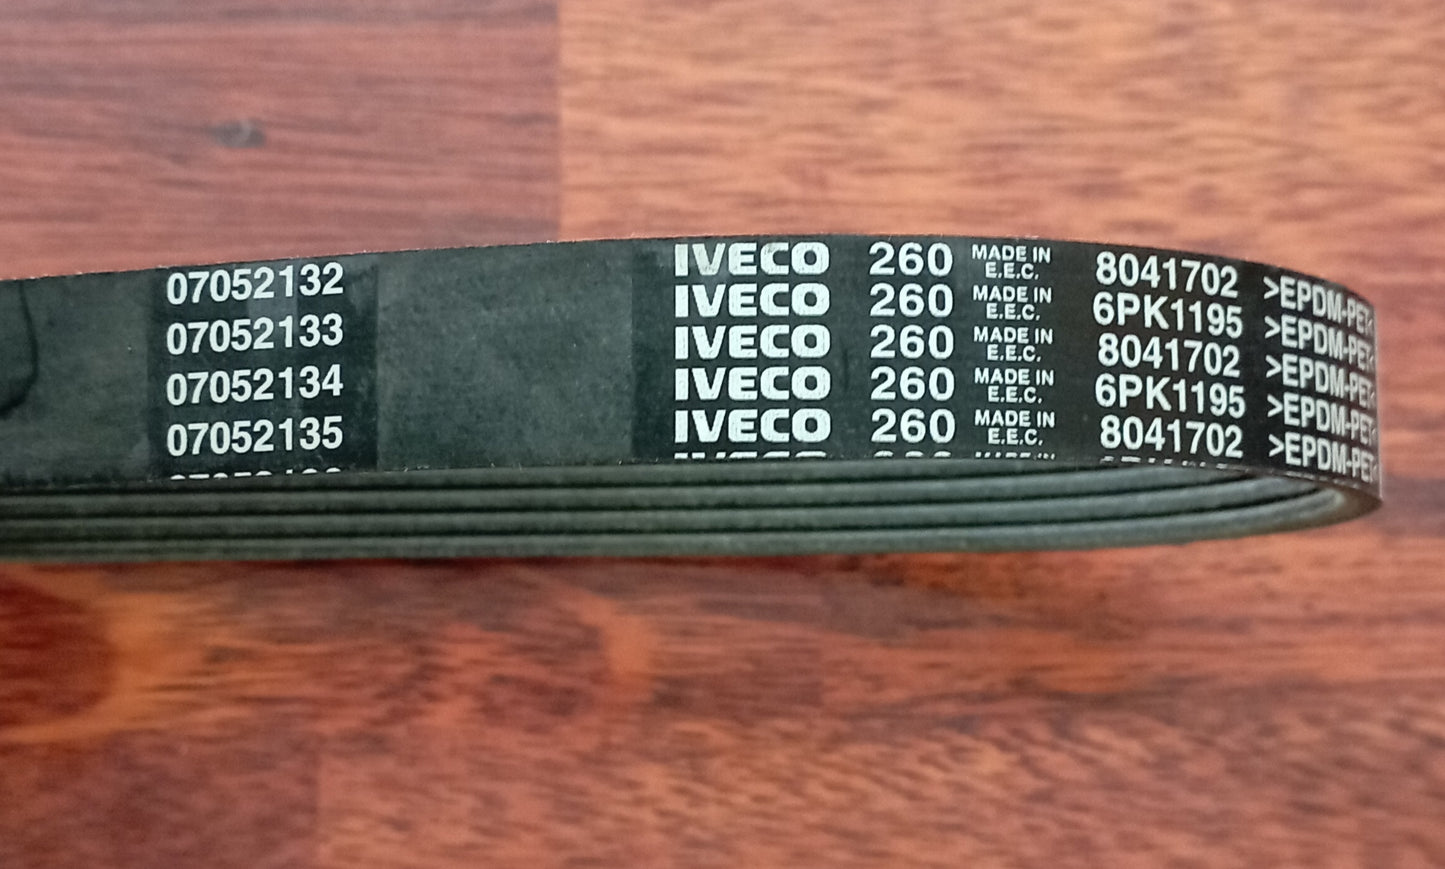 07052132
07052133
07052134
07052135
IVECO 260 MADE IN E.E.C. 8041702 >EPDM-PET<
IVECO 260 MADE IN E.E.C. 6PK1195 >EPDM-PET<
IVECO 260 MADE IN E.E.C. 8041702 >EPDM-PET<
IVECO 260 MADE IN E.E.C. 6PK1195 >EPDM-PET<
IVECO 260 MADE IN E.E.C. 8041702 >EPDM-PET<